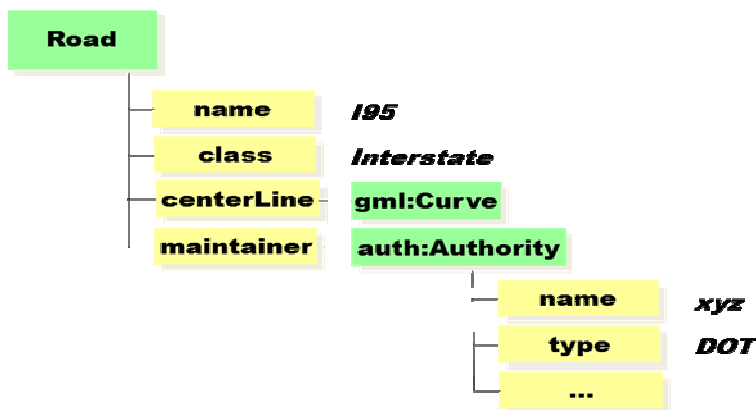 Road
name I95
class Interstate
centerLine gml:Curve
maintainer auth:Authority
name xyz
type DOT
...